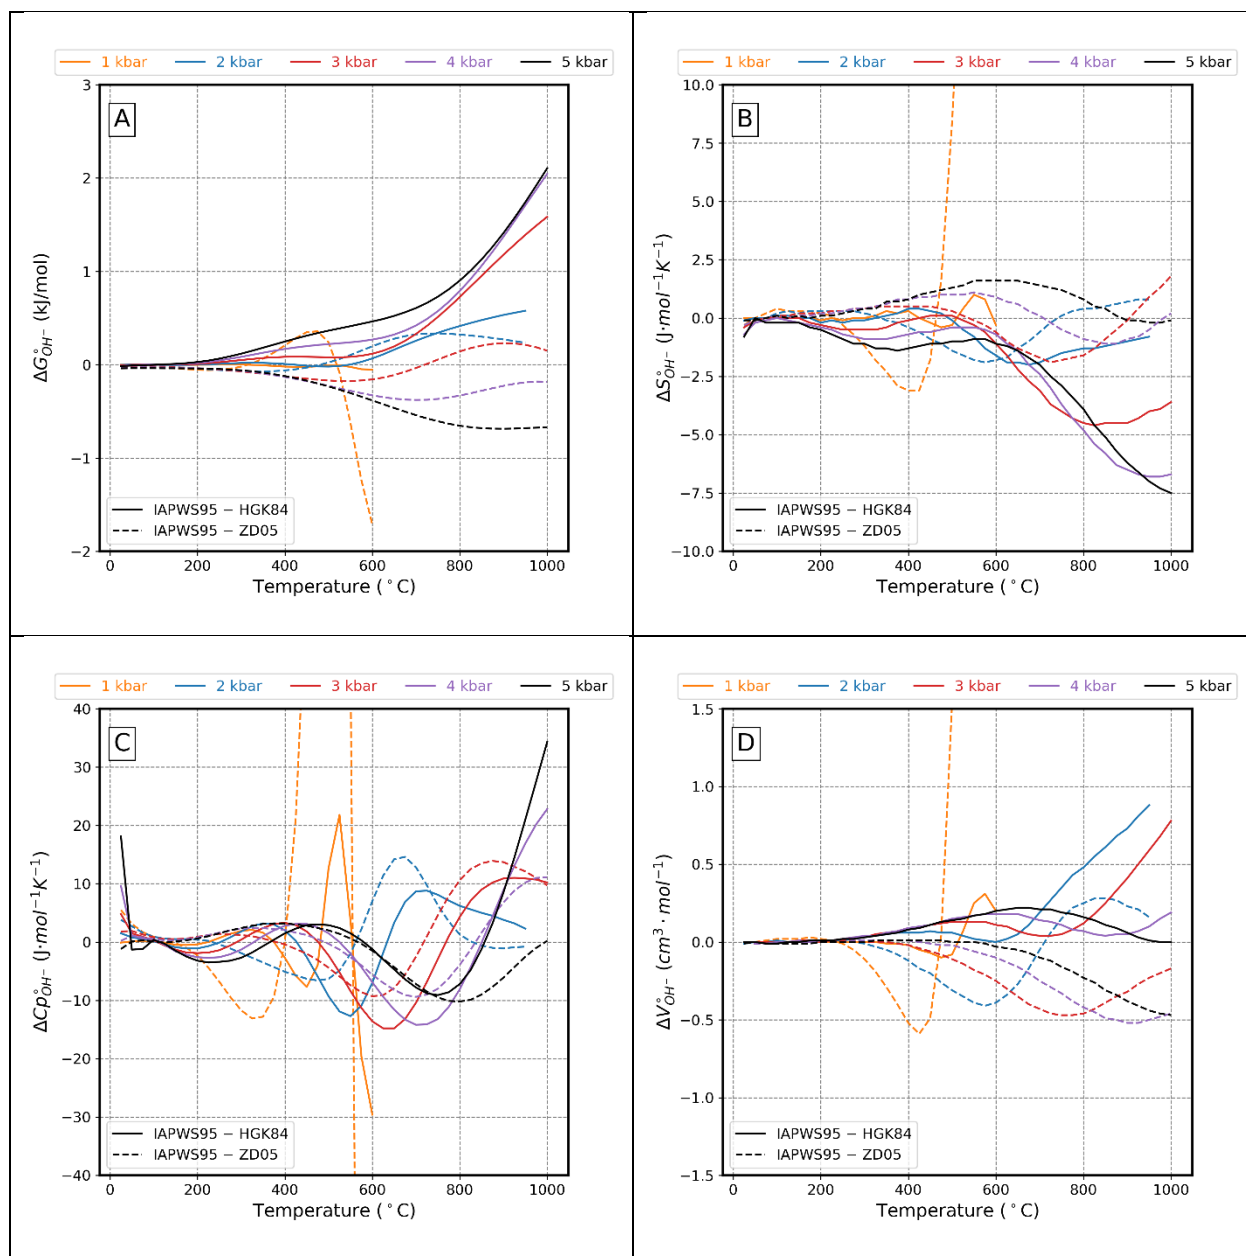 1 kbar 2 kbar 3 kbar 4 kbar 5 kbar
A
3
2
1
0
−1
−2
ΔG°OH⁻ (kJ/mol)
IAPWS95 − HGK84
IAPWS95 − ZD05
0 200 400 600 800 1000
Temperature (°C)
1 kbar 2 kbar 3 kbar 4 kbar 5 kbar
B
10.0
7.5
5.0
2.5
0.0
−2.5
−5.0
−7.5
−10.0
ΔS°OH⁻ (J·mol⁻¹K⁻¹)
IAPWS95 − HGK84
IAPWS95 − ZD05
0 200 400 600 800 1000
Temperature (°C)
1 kbar 2 kbar 3 kbar 4 kbar 5 kbar
C
40
30
20
10
0
−10
−20
−30
−40
ΔCp°OH⁻ (J·mol⁻¹K⁻¹)
IAPWS95 − HGK84
IAPWS95 − ZD05
0 200 400 600 800 1000
Temperature (°C)
1 kbar 2 kbar 3 kbar 4 kbar 5 kbar
D
1.5
1.0
0.5
0.0
−0.5
−1.0
−1.5
ΔV°OH⁻ (cm³ · mol⁻¹)
IAPWS95 − HGK84
IAPWS95 − ZD05
0 200 400 600 800 1000
Temperature (°C)